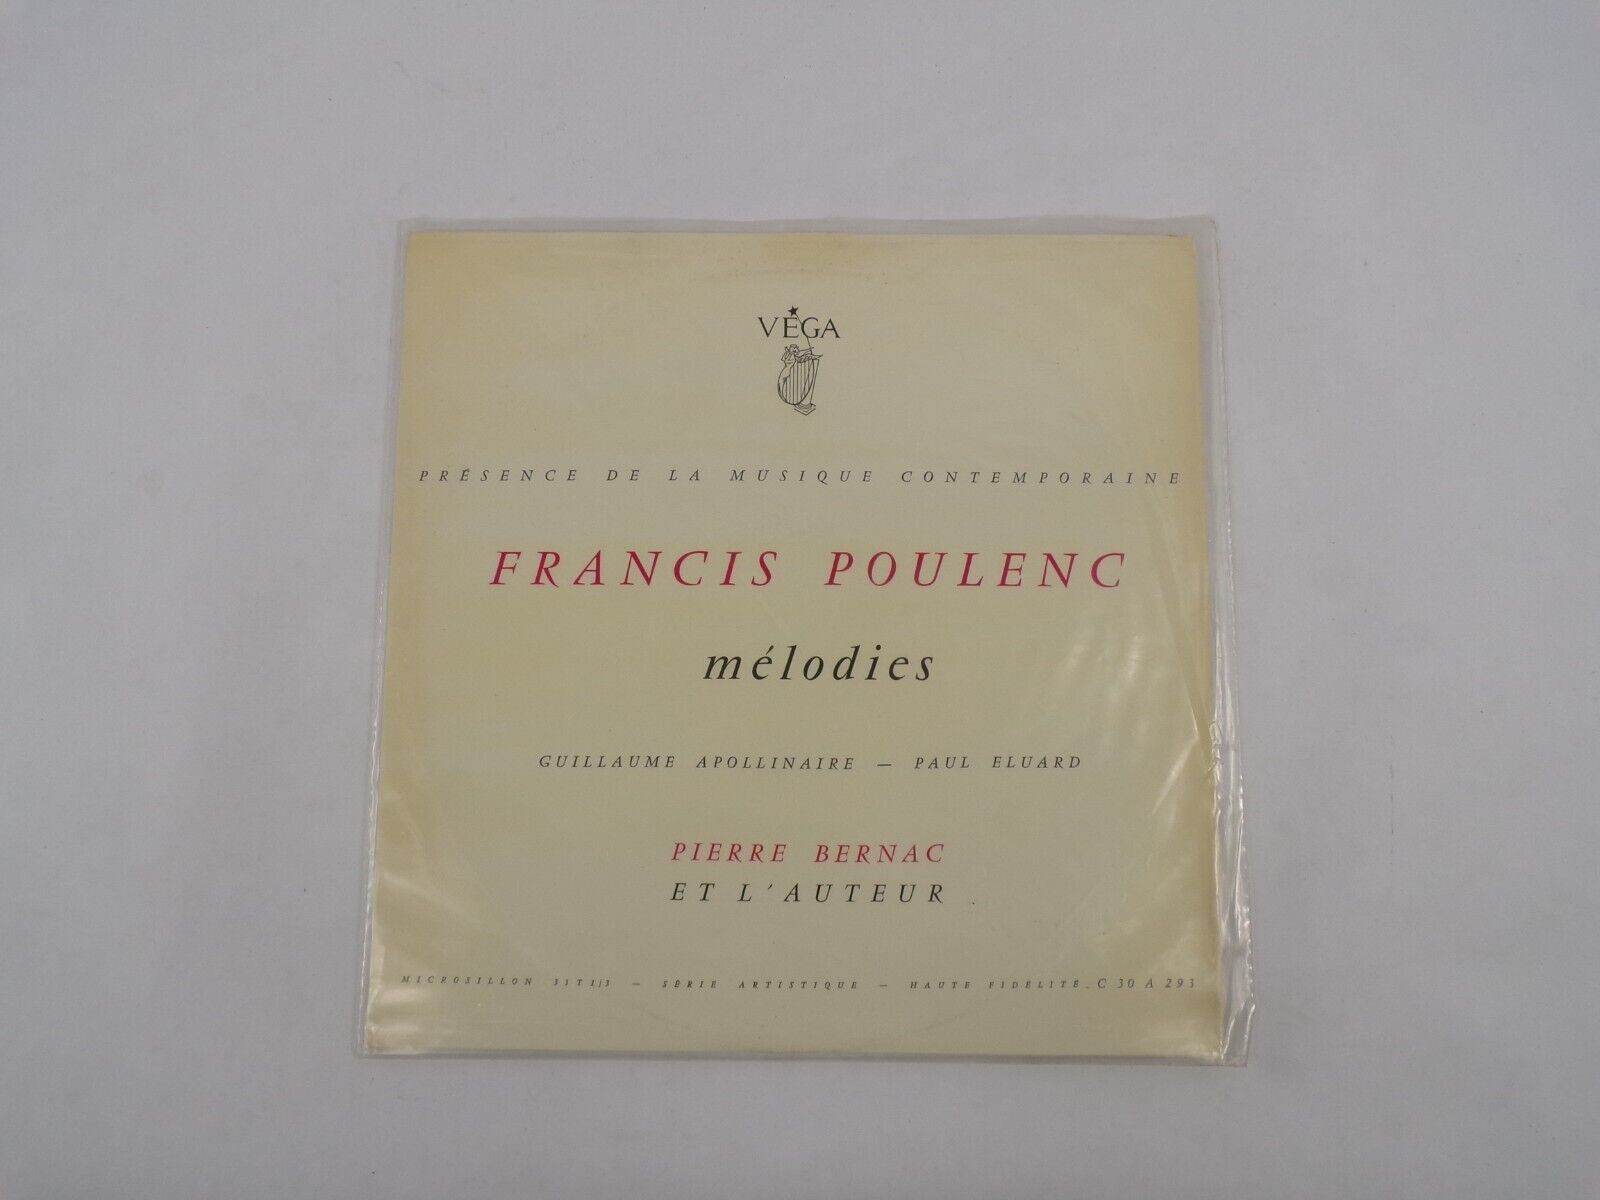 VÉGA
PRÉSENCE DE LA MUSIQUE CONTEMPORAINE
FRANCIS POULENC
mélodies
GUILLAUME APOLLINAIRE — PAUL ELUARD
PIERRE BERNAC
ET L'AUTEUR
MICROSILLON 33T1/3 — SÉRIE ARTISTIQUE — HAUTE FIDÉLITÉ - C 30 A 293